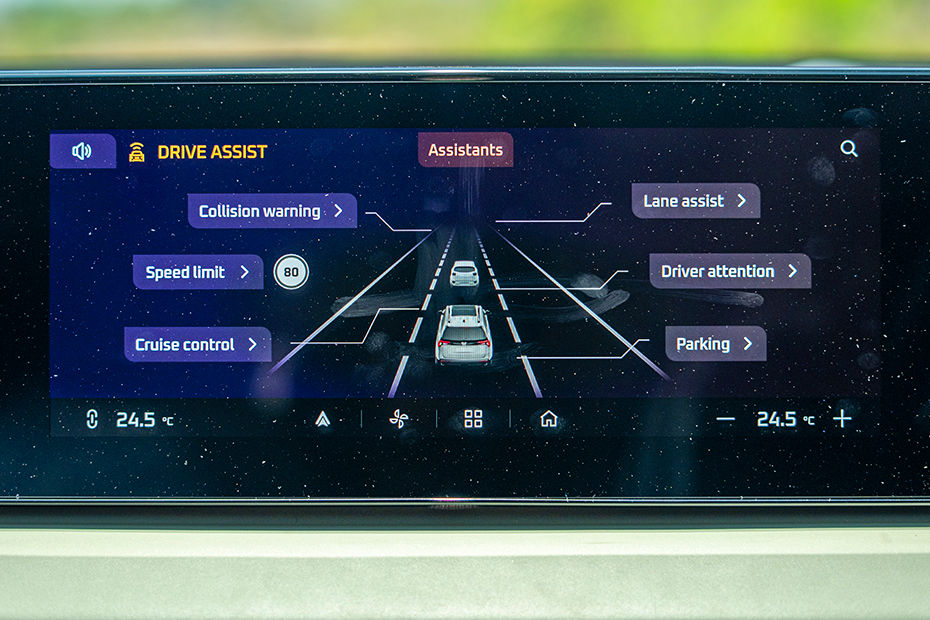 DRIVE ASSIST
Assistants
Collision warning
Lane assist
Speed limit
80
Driver attention
Cruise control
Parking
24.5 °C
24.5 °C